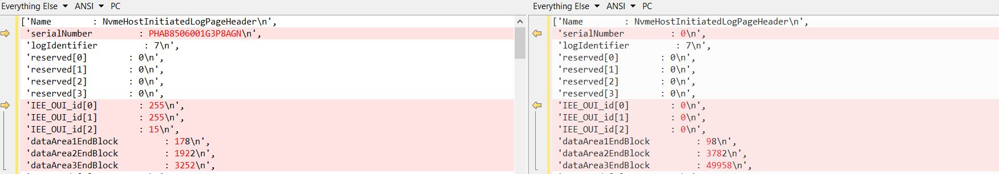 Everything Else ANSI PC
['Name : NvmeHostInitiatedLogPageHeader\n',
'serialNumber : PHAB8506001G3P8AGN\n',
'logIdentifier : 7\n',
'reserved[0] : 0\n',
'reserved[1] : 0\n',
'reserved[2] : 0\n',
'reserved[3] : 0\n',
'IEE_OUI_id[0] : 255\n',
'IEE_OUI_id[1] : 255\n',
'IEE_OUI_id[2] : 15\n',
'dataArea1EndBlock : 178\n',
'dataArea2EndBlock : 1922\n',
'dataArea3EndBlock : 3252\n',
Everything Else ANSI PC
['Name : NvmeHostInitiatedLogPageHeader\n',
'serialNumber : 0\n',
'logIdentifier : 7\n',
'reserved[0] : 0\n',
'reserved[1] : 0\n',
'reserved[2] : 0\n',
'reserved[3] : 0\n',
'IEE_OUI_id[0] : 0\n',
'IEE_OUI_id[1] : 0\n',
'IEE_OUI_id[2] : 0\n',
'dataArea1EndBlock : 98\n',
'dataArea2EndBlock : 3782\n',
'dataArea3EndBlock : 49958\n',